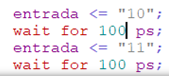 entrada <= "10";
wait for 100 ps;
entrada <= "11";
wait for 100 ps;